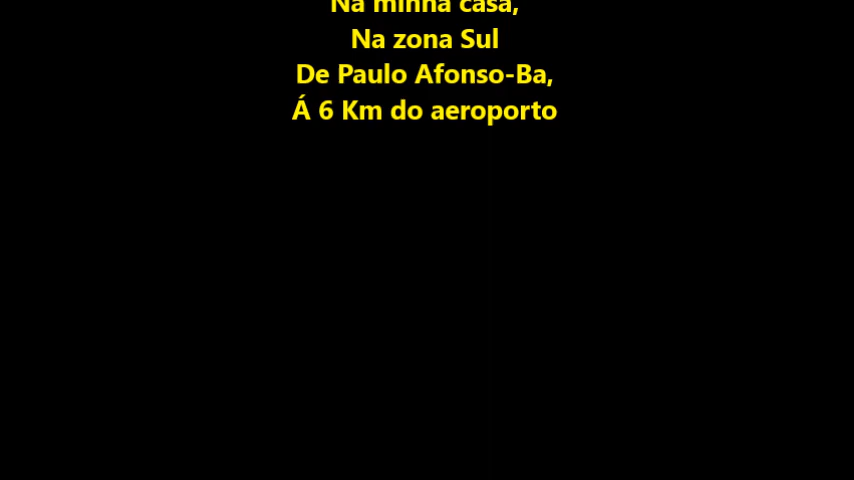 Na minha casa,
Na zona Sul
De Paulo Afonso-Ba,
Á 6 Km do aeroporto